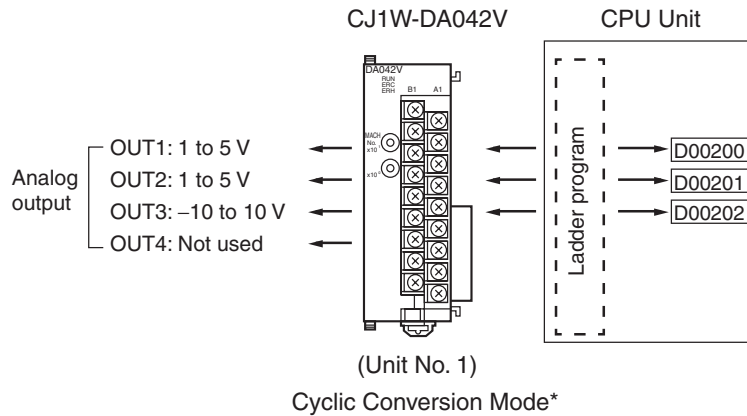 CJ1W-DA042V
CPU Unit
DA042V
RUN
ERC
ERH
B1
A1
MACH
No.
x10¹
x10⁰
Analog
output
OUT1: 1 to 5 V
OUT2: 1 to 5 V
OUT3: –10 to 10 V
OUT4: Not used
Ladder program
D00200
D00201
D00202
(Unit No. 1)
Cyclic Conversion Mode*